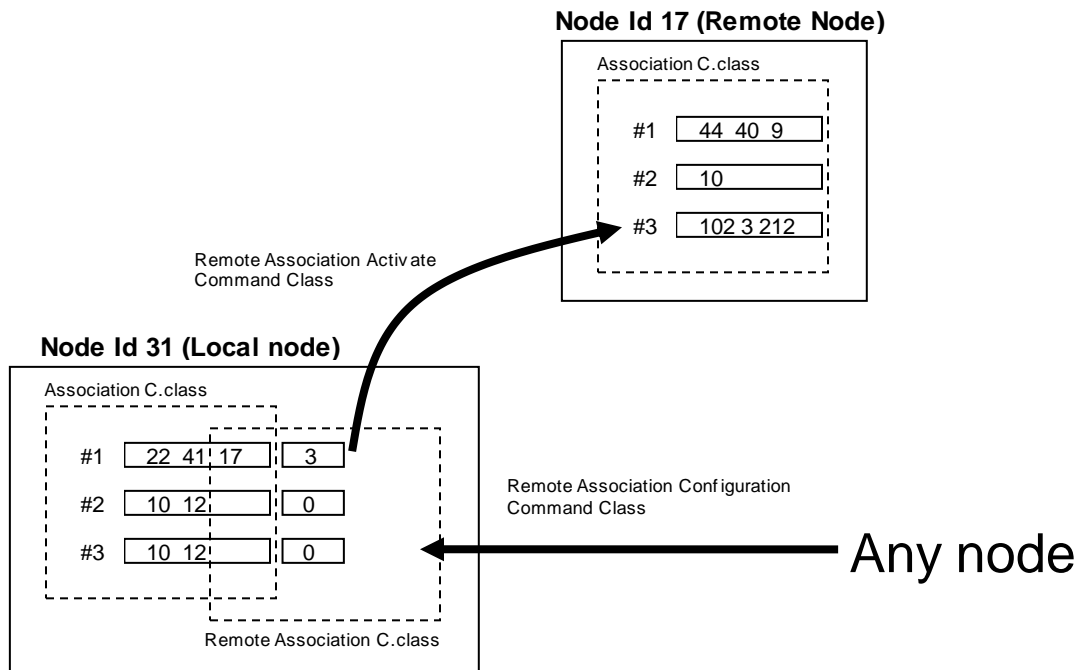 Node Id 17 (Remote Node)
Association C.class
#1 44 40 9
#2 10
#3 102 3 212
Remote Association Activate
Command Class
Node Id 31 (Local node)
Association C.class
#1 22 41 17 3
#2 10 12 0
#3 10 12 0
Remote Association C.class
Remote Association Configuration
Command Class
Any node